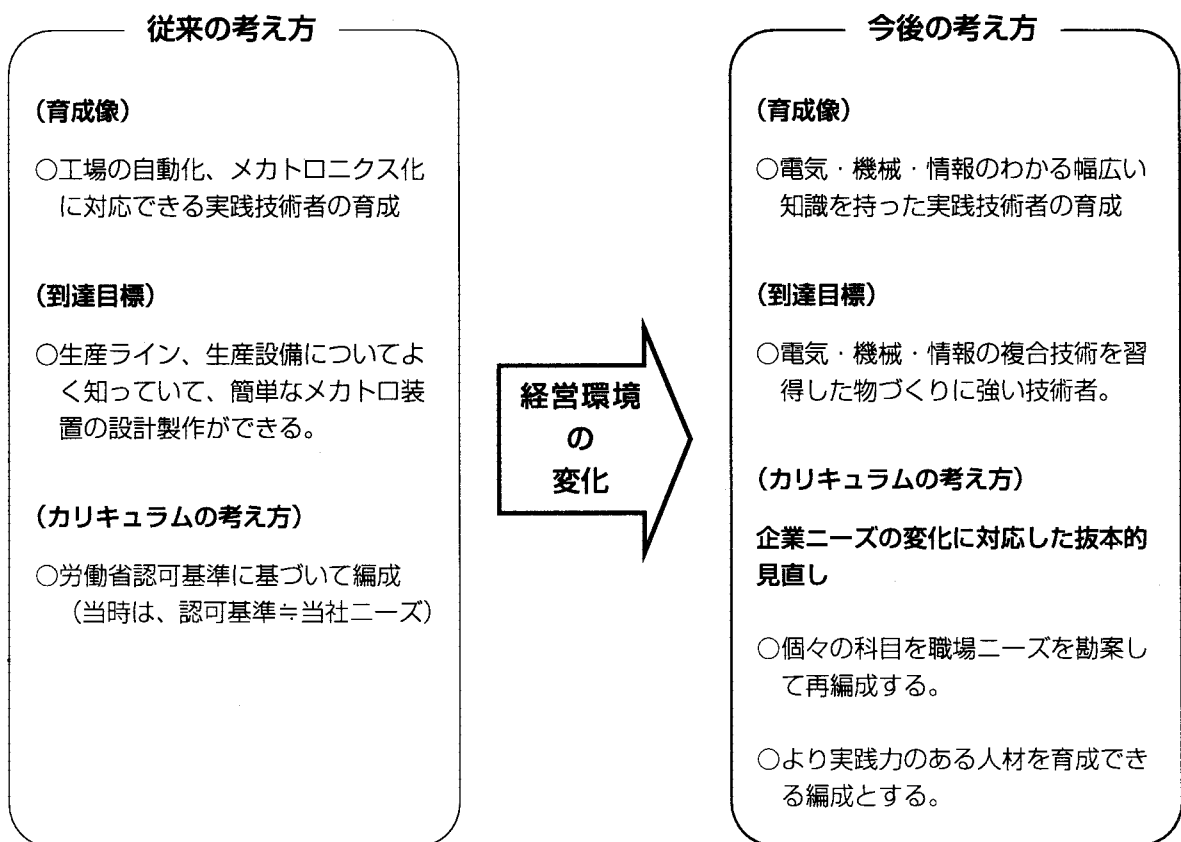 従来の考え方
(育成像)
○工場の自動化、メカトロニクス化
に対応できる実践技術者の育成
(到達目標)
○生産ライン、生産設備についてよ
く知っていて、簡単なメカトロ装
置の設計製作ができる。
(カリキュラムの考え方)
○労働省認可基準に基づいて編成
(当時は、認可基準≒当社ニーズ)
経営環境
の
変化
今後の考え方
(育成像)
○電気・機械・情報のわかる幅広い
知識を持った実践技術者の育成
(到達目標)
○電気・機械・情報の複合技術を習
得した物づくりに強い技術者。
(カリキュラムの考え方)
企業ニーズの変化に対応した抜本的
見直し
○個々の科目を職場ニーズを勘案し
て再編成する。
○より実践力のある人材を育成でき
る編成とする。